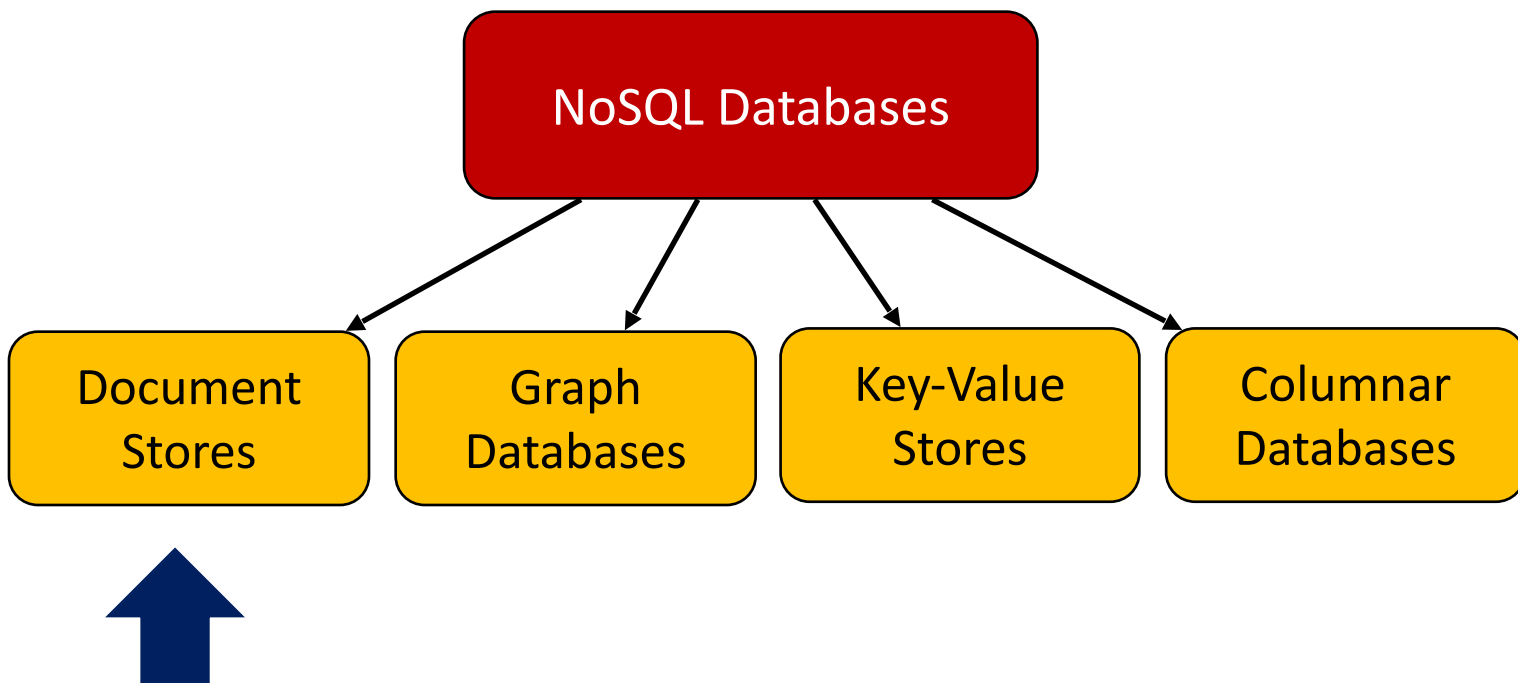 NoSQL Databases
Document
Stores
Graph
Databases
Key-Value
Stores
Columnar
Databases